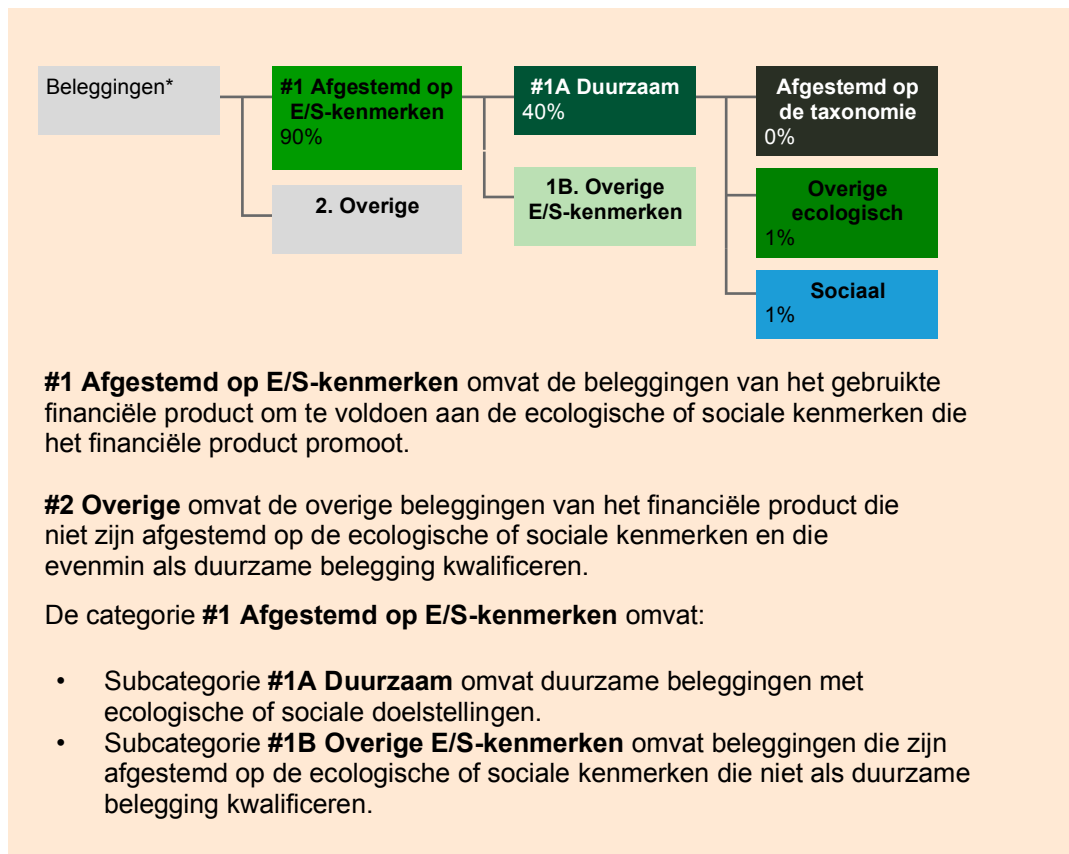 Beleggingen*
#1 Afgestemd op
E/S-kenmerken
90%
2. Overige
#1A Duurzaam
40%
1B. Overige
E/S-kenmerken
Afgestemd op
de taxonomie
0%
Overige
ecologisch
1%
Sociaal
1%
#1 Afgestemd op E/S-kenmerken omvat de beleggingen van het gebruikte
financiële product om te voldoen aan de ecologische of sociale kenmerken die
het financiële product promoot.
#2 Overige omvat de overige beleggingen van het financiële product die
niet zijn afgestemd op de ecologische of sociale kenmerken en die
evenmin als duurzame belegging kwalificeren.
De categorie #1 Afgestemd op E/S-kenmerken omvat:
• Subcategorie #1A Duurzaam omvat duurzame beleggingen met
ecologische of sociale doelstellingen.
• Subcategorie #1B Overige E/S-kenmerken omvat beleggingen die zijn
afgestemd op de ecologische of sociale kenmerken die niet als duurzame
belegging kwalificeren.